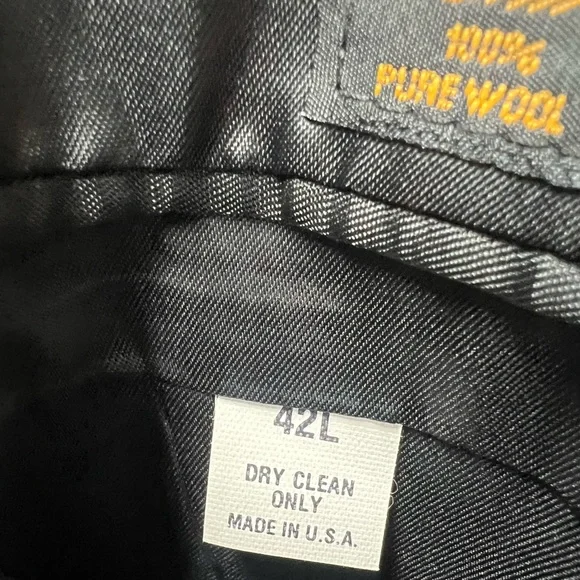 100%
PURE WOOL
42L
DRY CLEAN
ONLY
MADE IN U.S.A.